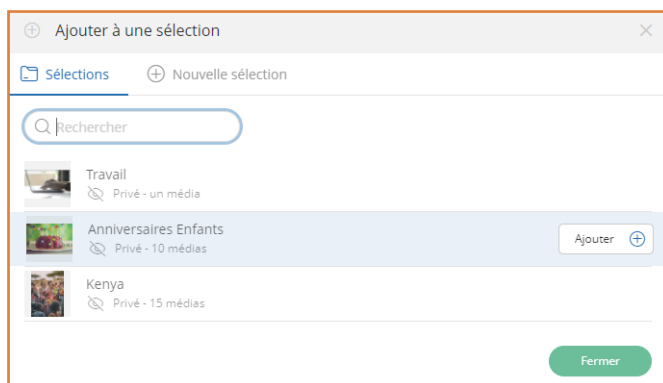 Ajouter à une sélection
Sélections
Nouvelle sélection
Rechercher
Travail
Privé - un média
Anniversaires Enfants
Privé - 10 médias
Ajouter
Kenya
Privé - 15 médias
Fermer